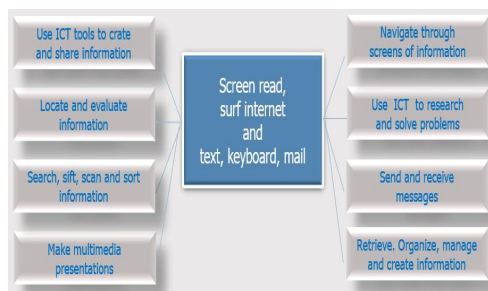 Use ICT tools to crate
and share information
Locate and evaluate
information
Search, sift, scan and sort
information
Make multimedia
presentations
Screen read,
surf internet
and
text, keyboard, mail
Navigate through
screens of information
Use ICT to research
and solve problems
Send and receive
messages
Retrieve. Organize, manage
and create information